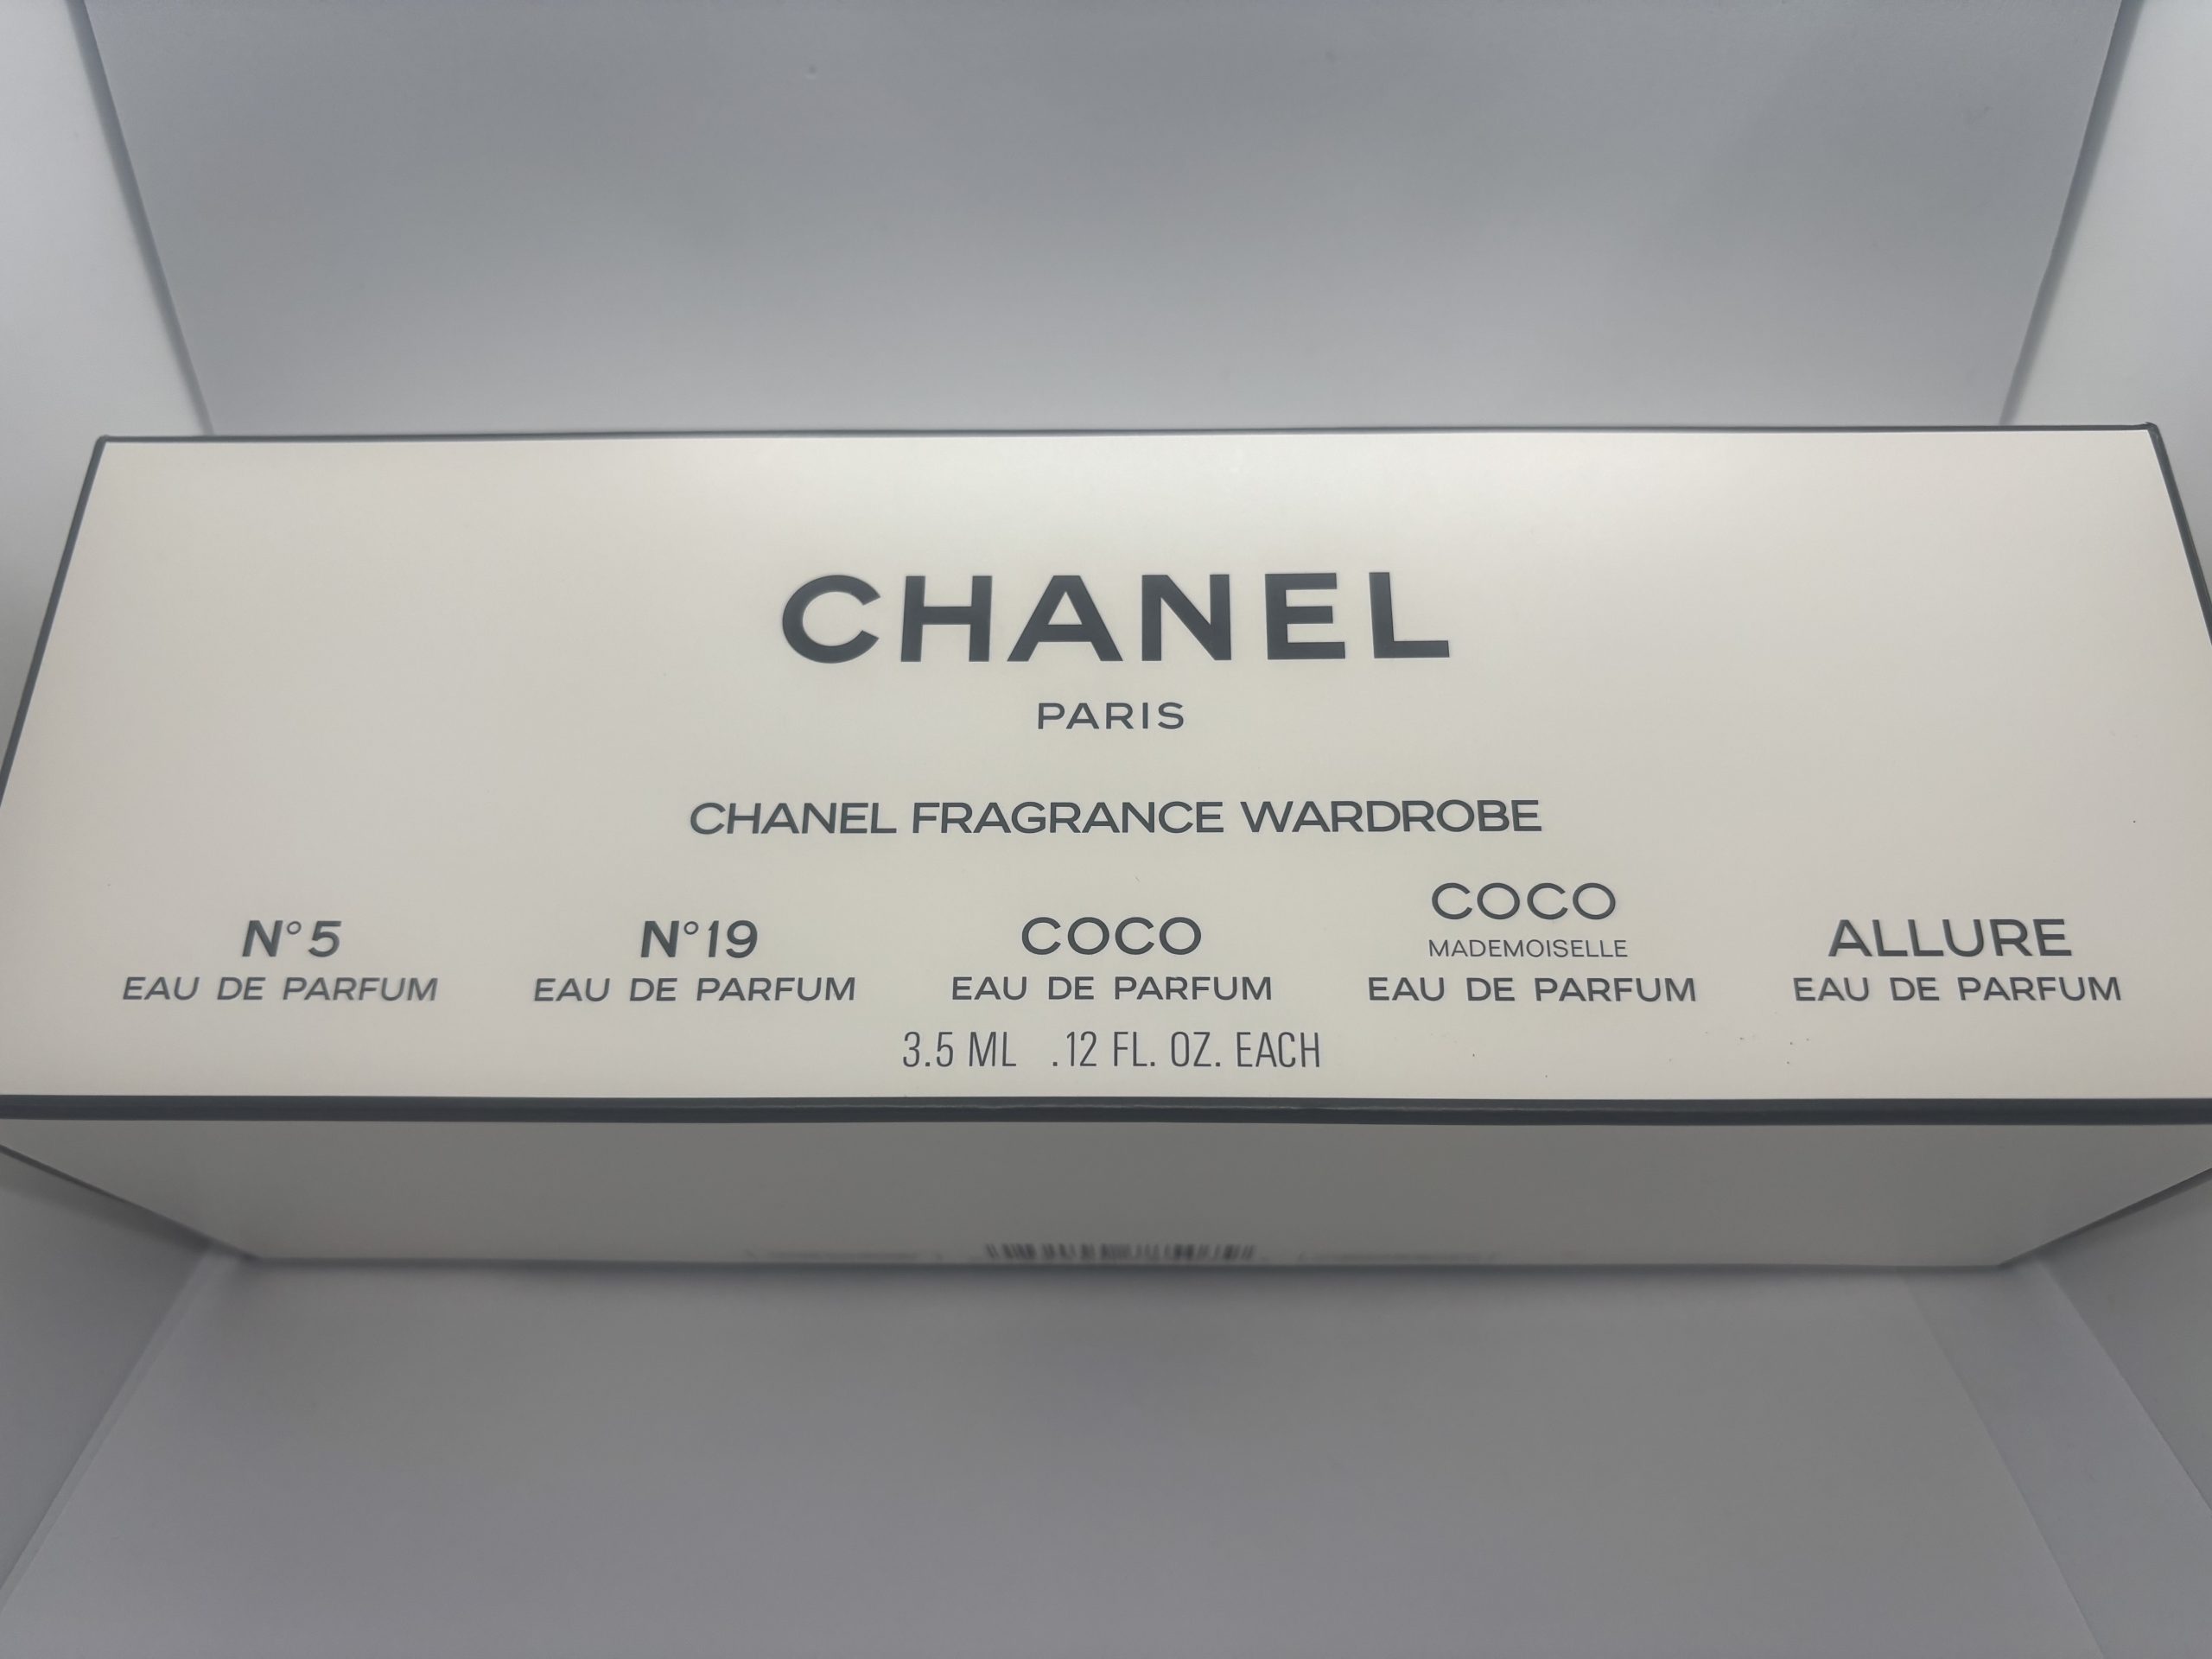 CHANEL
PARIS
CHANEL FRAGRANCE WARDROBE
N°5
EAU DE PARFUM
N°19
EAU DE PARFUM
COCO
EAU DE PARFUM
COCO
MADEMOISELLE
EAU DE PARFUM
ALLURE
EAU DE PARFUM
3.5 ML .12 FL. OZ. EACH